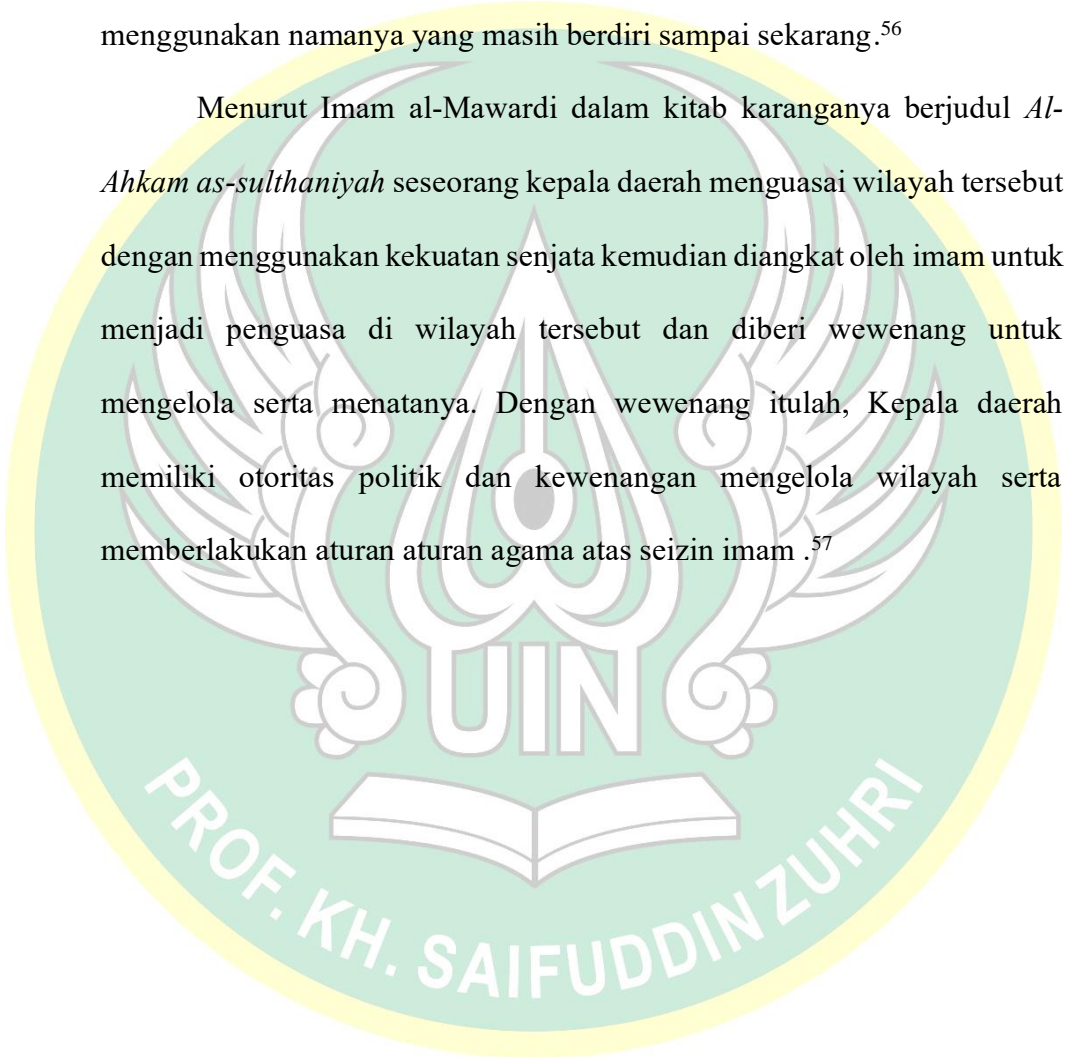 menggunakan namanya yang masih berdiri sampai sekarang.56
Menurut Imam al-Mawardi dalam kitab karanganya berjudul Al-
Ahkam as-sulthaniyah seseorang kepala daerah menguasai wilayah tersebut
dengan menggunakan kekuatan senjata kemudian diangkat oleh imam untuk
menjadi penguasa di wilayah tersebut dan diberi wewenang untuk
mengelola serta menatanya. Dengan wewenang itulah, Kepala daerah
memiliki otoritas politik dan kewenangan mengelola wilayah serta
memberlakukan aturan aturan agama atas seizin imam .57
UIN
PROF. KH. SAIFUDDIN ZUHRI